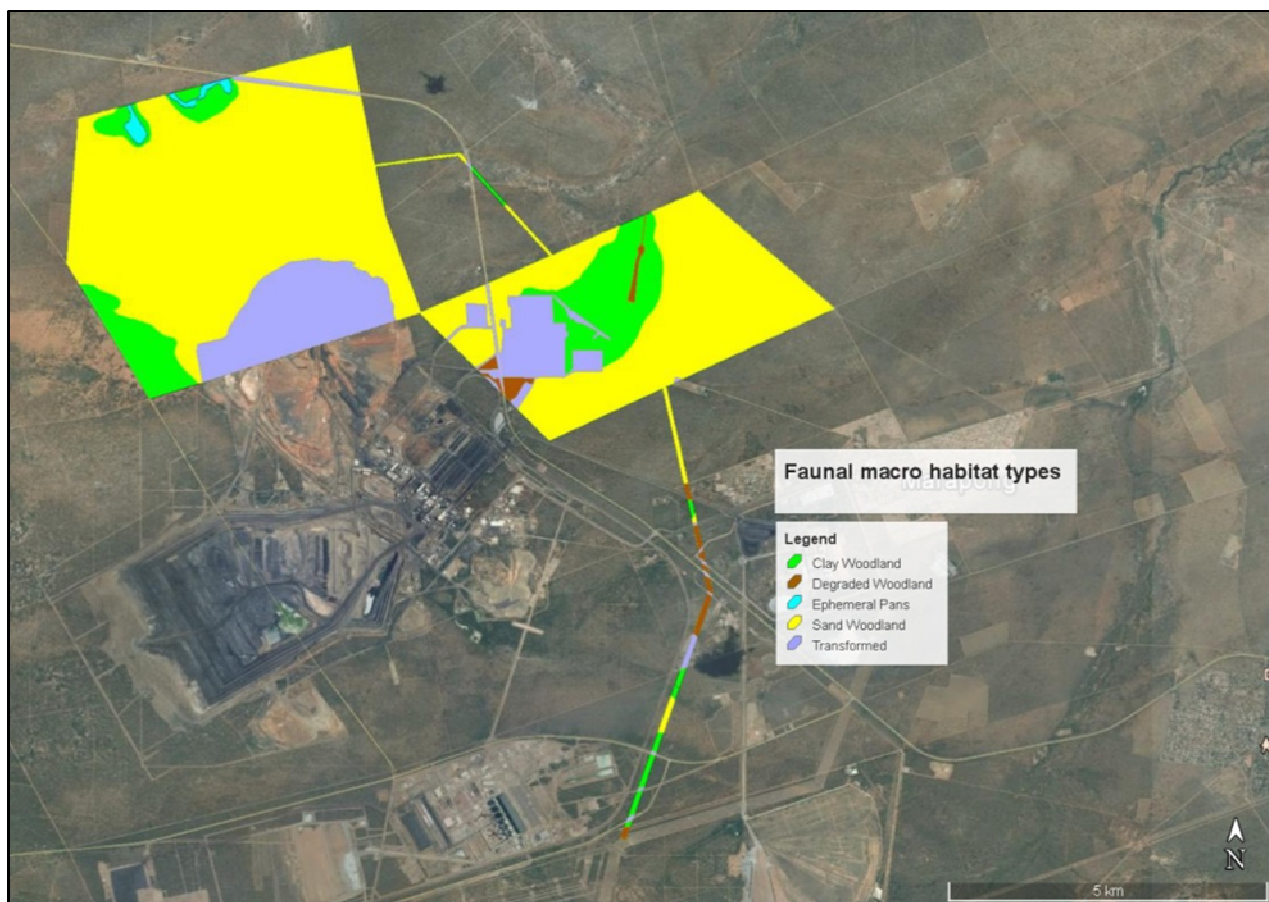 Faunal macro habitat types
Marapong
Legend
Clay Woodland
Degraded Woodland
Ephemeral Pans
Sand Woodland
Transformed
N
5 km